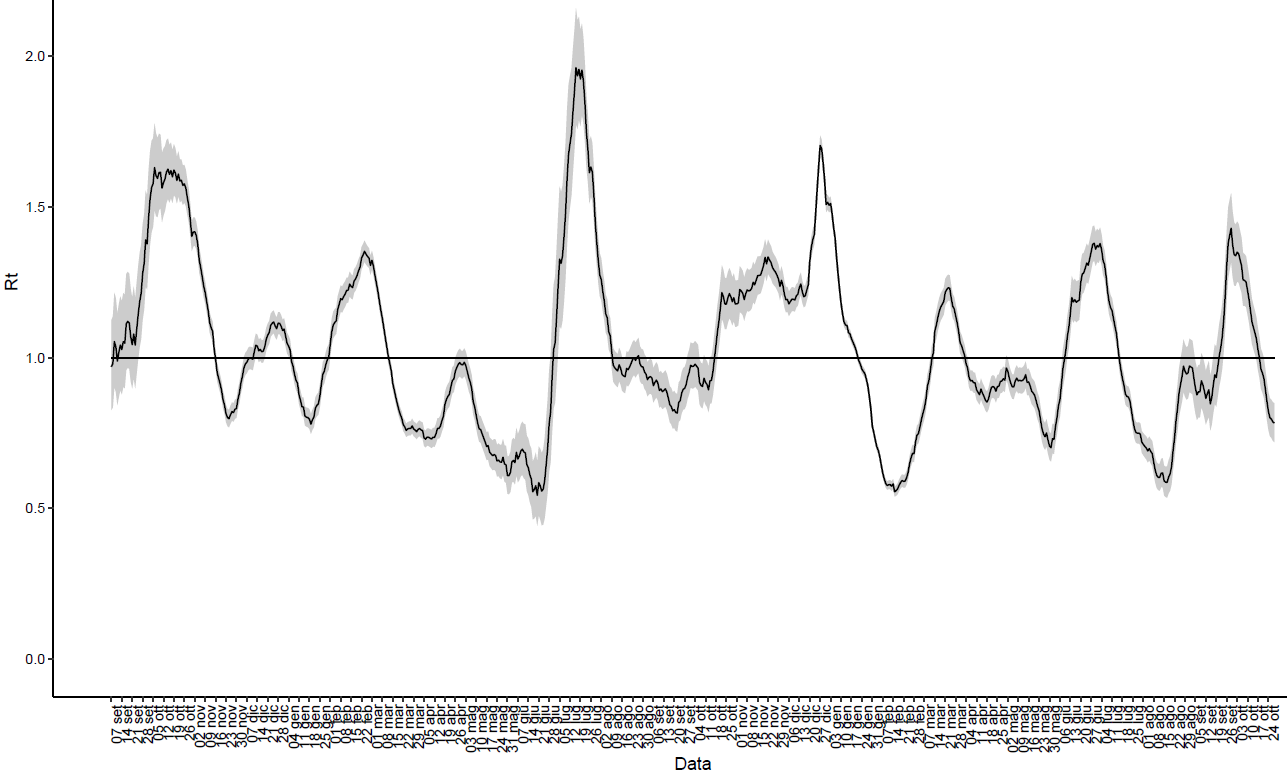 2.0
1.5
1.0
0.5
0.0
Rt
07 set
14 set
21 set
28 set
05 ott
12 ott
19 ott
26 ott
02 nov
09 nov
16 nov
23 nov
30 nov
07 dic
14 dic
21 dic
28 dic
04 gen
11 gen
18 gen
25 gen
01 feb
08 feb
15 feb
22 feb
01 mar
08 mar
15 mar
22 mar
29 mar
05 apr
12 apr
19 apr
26 apr
03 mag
10 mag
17 mag
24 mag
31 mag
07 giu
14 giu
21 giu
28 giu
05 lug
12 lug
19 lug
26 lug
02 ago
09 ago
16 ago
23 ago
30 ago
06 set
13 set
20 set
27 set
04 ott
11 ott
18 ott
25 ott
01 nov
08 nov
15 nov
22 nov
29 nov
06 dic
13 dic
20 dic
27 dic
03 gen
10 gen
17 gen
24 gen
31 gen
07 feb
14 feb
21 feb
28 feb
07 mar
14 mar
21 mar
28 mar
04 apr
11 apr
18 apr
25 apr
02 mag
09 mag
16 mag
23 mag
30 mag
06 giu
13 giu
20 giu
27 giu
04 lug
11 lug
18 lug
25 lug
01 ago
08 ago
15 ago
22 ago
29 ago
05 set
12 set
19 set
26 set
03 ott
10 ott
17 ott
24 ott
Data